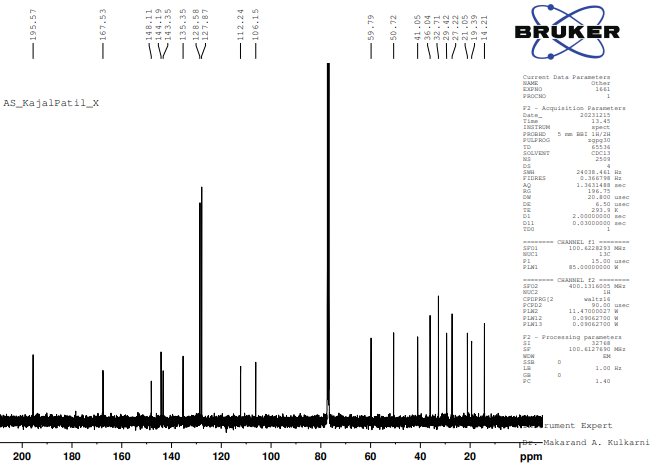 195.57
167.53
148.11
144.19
143.35
135.35
128.58
127.87
112.24
106.15
59.79
50.72
41.05
36.04
32.71
29.42
27.22
21.05
19.39
14.21
BRUKER
AS_KajalPatil_X
Current Data Parameters
NAME Other
EXPNO 1661
PROCNO 1
F2 - Acquisition Parameters
Date_ 20231215
Time 13.45
INSTRUM spect
PROBHD 5 mm BBI 1H/2H
PULPROG zgpg30
TD 65536
SOLVENT CDCl3
NS 2509
DS 4
SWH 24038.461 Hz
FIDRES 0.366798 Hz
AQ 1.3631488 sec
RG 196.75
DW 20.800 usec
DE 6.50 usec
TE 293.9 K
D1 2.00000000 sec
D11 0.03000000 sec
TD0 1
======== CHANNEL f1 ========
SFO1 100.6228293 MHz
NUC1 13C
P1 15.00 usec
PLW1 85.00000000 W
======== CHANNEL f2 ========
SFO2 400.1316005 MHz
NUC2 1H
CPDPRG[2 waltz16
PCPD2 90.00 usec
PLW2 11.47000027 W
PLW12 0.09062700 W
PLW13 0.09062700 W
F2 - Processing parameters
SI 32768
SF 100.6127690 MHz
WDW EM
SSB 0
LB 1.00 Hz
GB 0
PC 1.40
rument Expert
Dr. Makarand A. Kulkarni
200 180 160 140 120 100 80 60 40 20 ppm